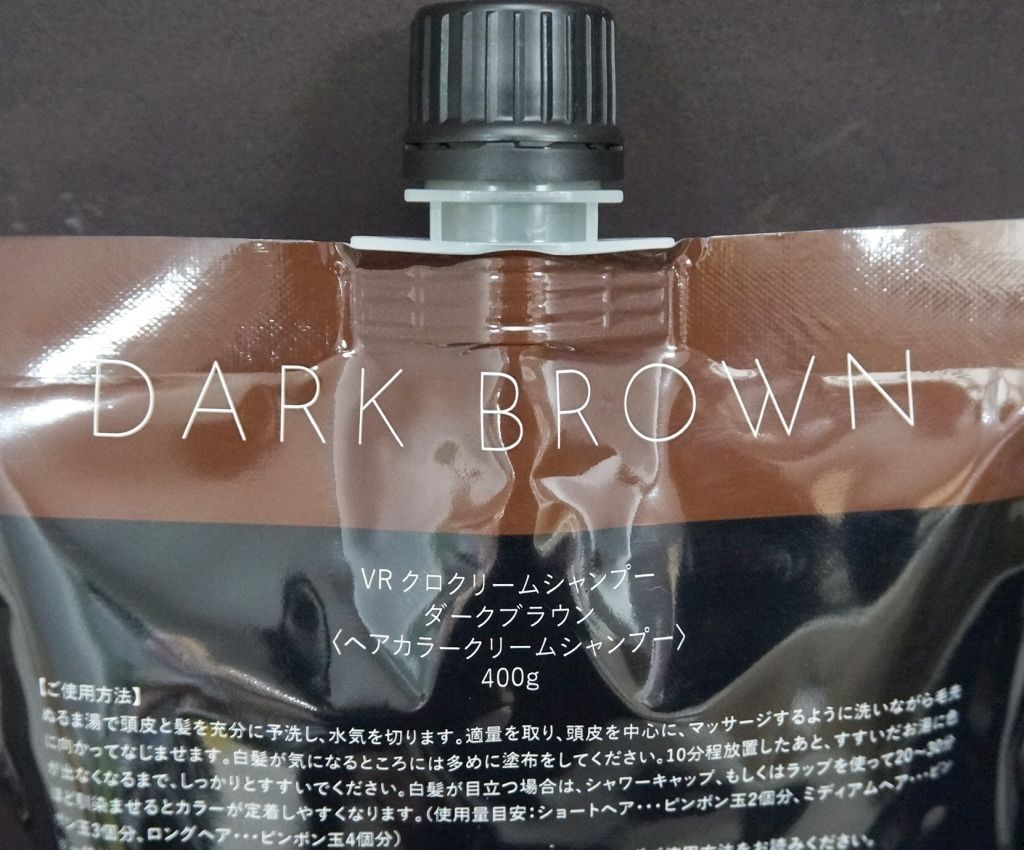 DARK BROWN
VR クロクリームシャンプー
ダークブラウン
〈ヘアカラークリームシャンプー〉
400g
【ご使用方法】
ぬるま湯で頭皮と髪を充分に予洗し、水気を切ります。適量を取り、頭皮を中心に、マッサージするように洗いながら毛先
に向かってなじませます。白髪が気になるところには多めに塗布をしてください。10分程放置したあと、すすいだお湯に色
が出なくなるまで、しっかりとすすいでください。白髪が目立つ場合は、シャワーキャップ、もしくはラップを使って20～30分
ほど馴染ませるとカラーが定着しやすくなります。（使用量目安：ショートヘア・・・ピンポン玉2個分、ミディアムヘア・・・ピン
ポン玉3個分、ロングヘア・・・ピンポン玉4個分）
使用方法をお読みください。